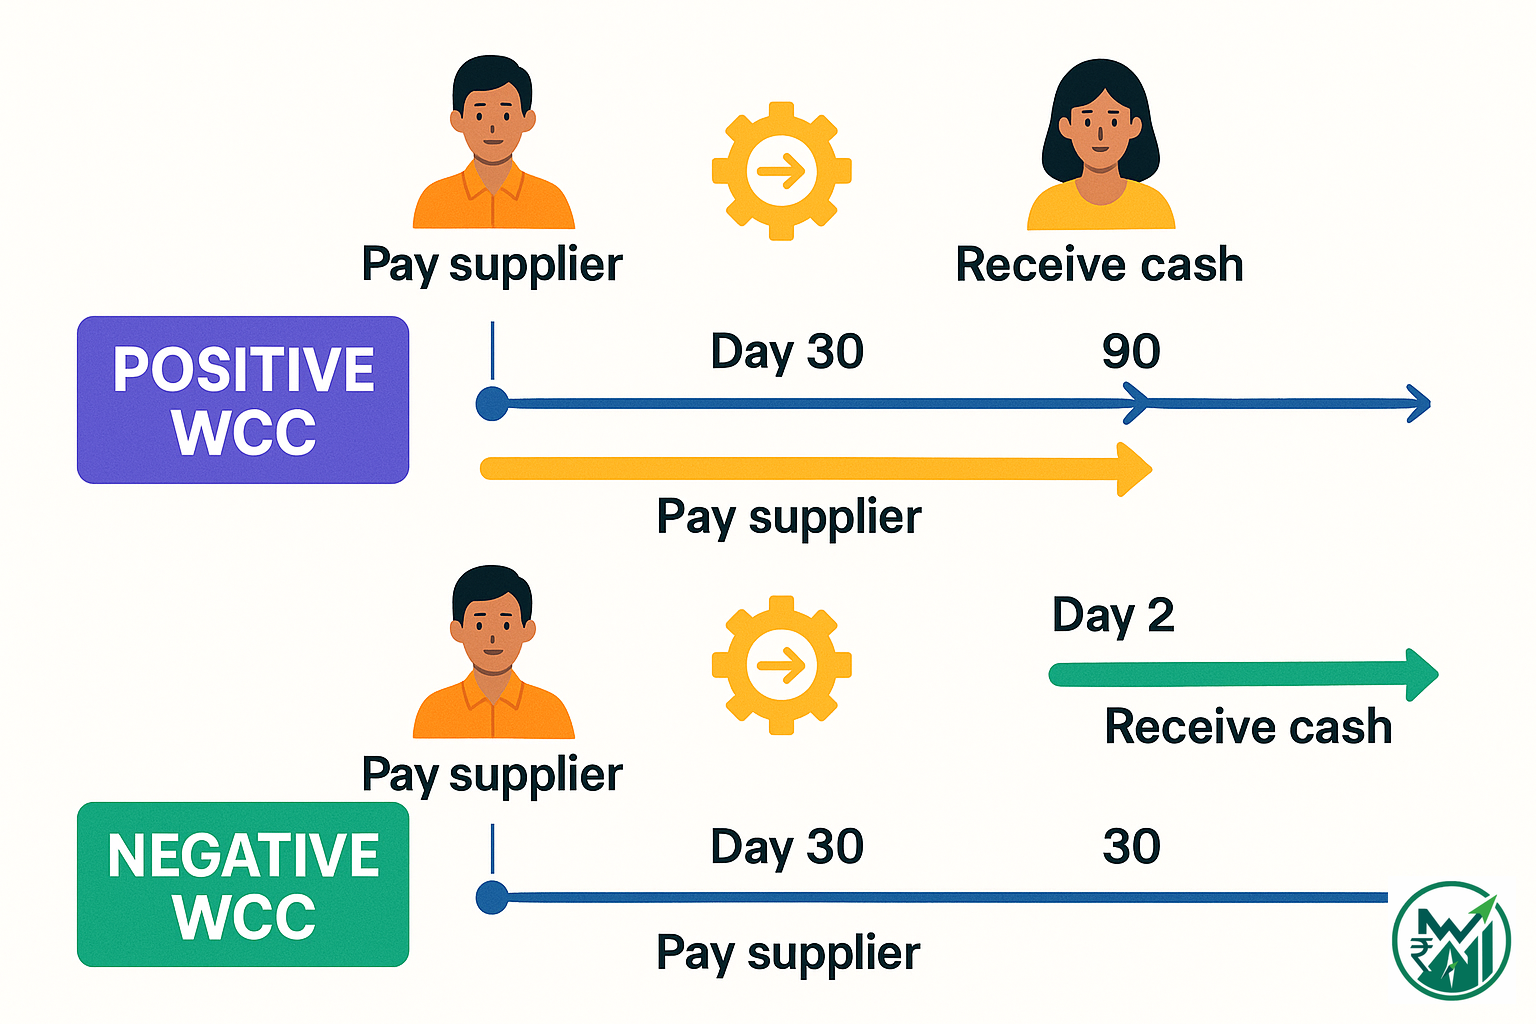 Pay supplier
Receive cash
POSITIVE
WCC
Day 30
90
Pay supplier
Pay supplier
Day 2
Receive cash
NEGATIVE
WCC
Day 30
30
Pay supplier
₹